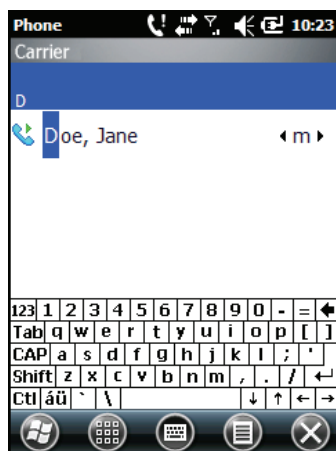 Phone 10:23
Carrier
D
Doe, Jane m
123 1 2 3 4 5 6 7 8 9 0 - =
Tab q w e r t y u i o p [ ]
CAP a s d f g h j k l ; '
Shift z x c v b n m , . /
Ctl áü ` \